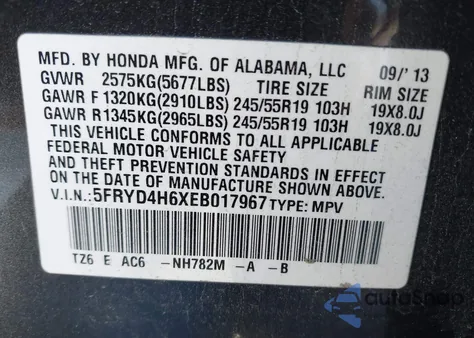 MFD. BY HONDA MFG. OF ALABAMA, LLC 09/'13
GVWR 2575KG(5677LBS) TIRE SIZE RIM SIZE
GAWR F 1320KG(2910LBS) 245/55R19 103H 19X8.0J
GAWR R 1345KG(2965LBS) 245/55R19 103H 19X8.0J
THIS VEHICLE CONFORMS TO ALL APPLICABLE
FEDERAL MOTOR VEHICLE SAFETY
AND THEFT PREVENTION STANDARDS IN EFFECT
ON THE DATE OF MANUFACTURE SHOWN ABOVE.
V.I.N.:5FRYD4H6XEB017967 TYPE: MPV
TZ6 E AC6 -NH782M -A -B
autoSnap